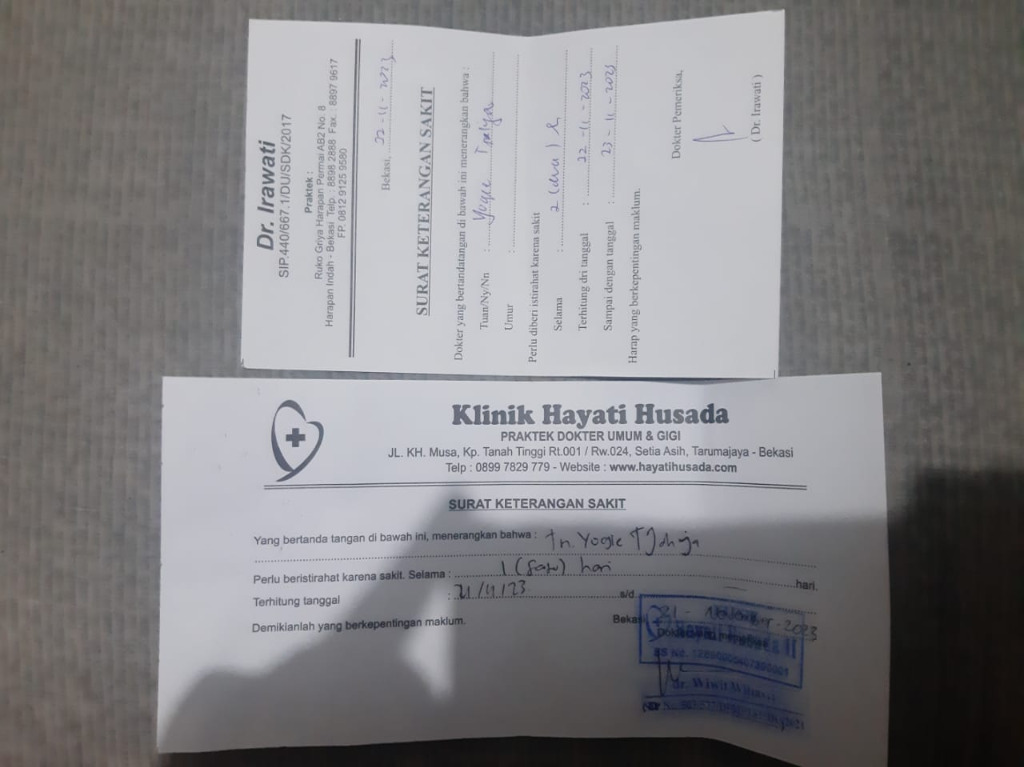 Dr. Irawati
SIP.440/667.1/DU/SDK/2017
Praktek :
Ruko Griya Harapan Permai AB2 No. 8
Harapan Indah - Bekasi Telp. : 8898 2888 Fax. : 8897 9617
FP. 0812 9125 9580
Bekasi, 22 - 11 - 2023
SURAT KETERANGAN SAKIT
Dokter yang bertandatangan di bawah ini menerangkan bahwa :
Tuan/Ny/Nn : Yogie
Umur :
Perlu diberi istirahat karena sakit
Selama : 2 (dua)
Terhitung dri tanggal : 22 - 11 - 2023
Sampai dengan tanggal : 23 - 11 - 2023
Harap yang berkepentingan maklum.
Dokter Pemeriksa,
( Dr. Irawati )
Klinik Hayati Husada
PRAKTEK DOKTER UMUM & GIGI
JL. KH. Musa, Kp. Tanah Tinggi Rt.001 / Rw.024, Setia Asih, Tarumajaya - Bekasi
Telp : 0899 7829 779 - Website : www.hayatihusada.com
SURAT KETERANGAN SAKIT
Yang bertanda tangan di bawah ini, menerangkan bahwa : Tn. Yogie
Perlu beristirahat karena sakit. Selama : 1 (satu) hari hari.
Terhitung tanggal : 21/11/23 s/d
Demikianlah yang berkepentingan maklum.
Bekasi 21 - November - 2023